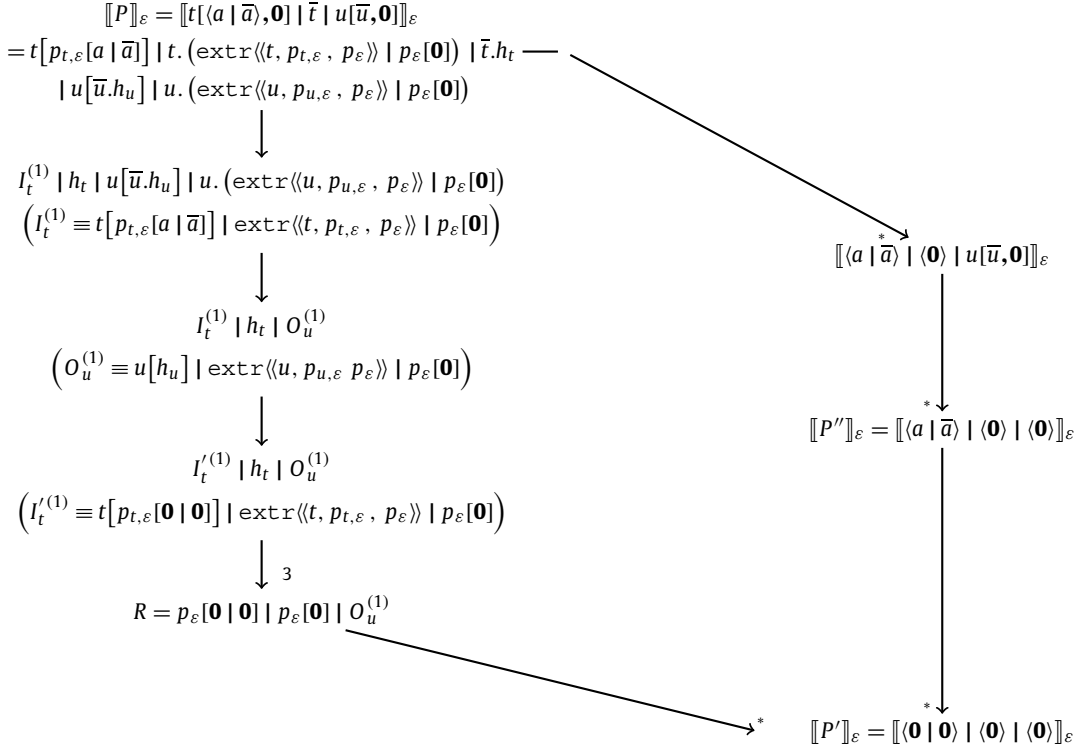 ⟦P⟧_ε = ⟦t[⟨a | a̅⟩,𝟎] | t̅ | u[u̅,𝟎]⟧_ε
= t[p_{t,ε}[a | a̅]] | t.(extr⟪t, p_{t,ε} , p_ε⟫ | p_ε[𝟎]) | t̅.h_t
| u[u̅.h_u] | u.(extr⟪u, p_{u,ε} , p_ε⟫ | p_ε[𝟎])
I_t^{(1)} | h_t | u[u̅.h_u] | u.(extr⟪u, p_{u,ε} , p_ε⟫ | p_ε[𝟎])
(I_t^{(1)} ≡ t[p_{t,ε}[a | a̅]] | extr⟪t, p_{t,ε} , p_ε⟫ | p_ε[𝟎])
*
⟦⟨a | a̅⟩ | ⟨𝟎⟩ | u[u̅,𝟎]⟧_ε
I_t^{(1)} | h_t | O_u^{(1)}
(O_u^{(1)} ≡ u[h_u] | extr⟪u, p_{u,ε} p_ε⟫ | p_ε[𝟎])
*
⟦P′′⟧_ε = ⟦⟨a | a̅⟩ | ⟨𝟎⟩ | ⟨𝟎⟩⟧_ε
I_t′^{(1)} | h_t | O_u^{(1)}
(I_t′^{(1)} ≡ t[p_{t,ε}[𝟎 | 𝟎]] | extr⟪t, p_{t,ε} , p_ε⟫ | p_ε[𝟎])
3
R = p_ε[𝟎 | 𝟎] | p_ε[𝟎] | O_u^{(1)}
*
*
⟦P′⟧_ε = ⟦⟨𝟎 | 𝟎⟩ | ⟨𝟎⟩ | ⟨𝟎⟩⟧_ε